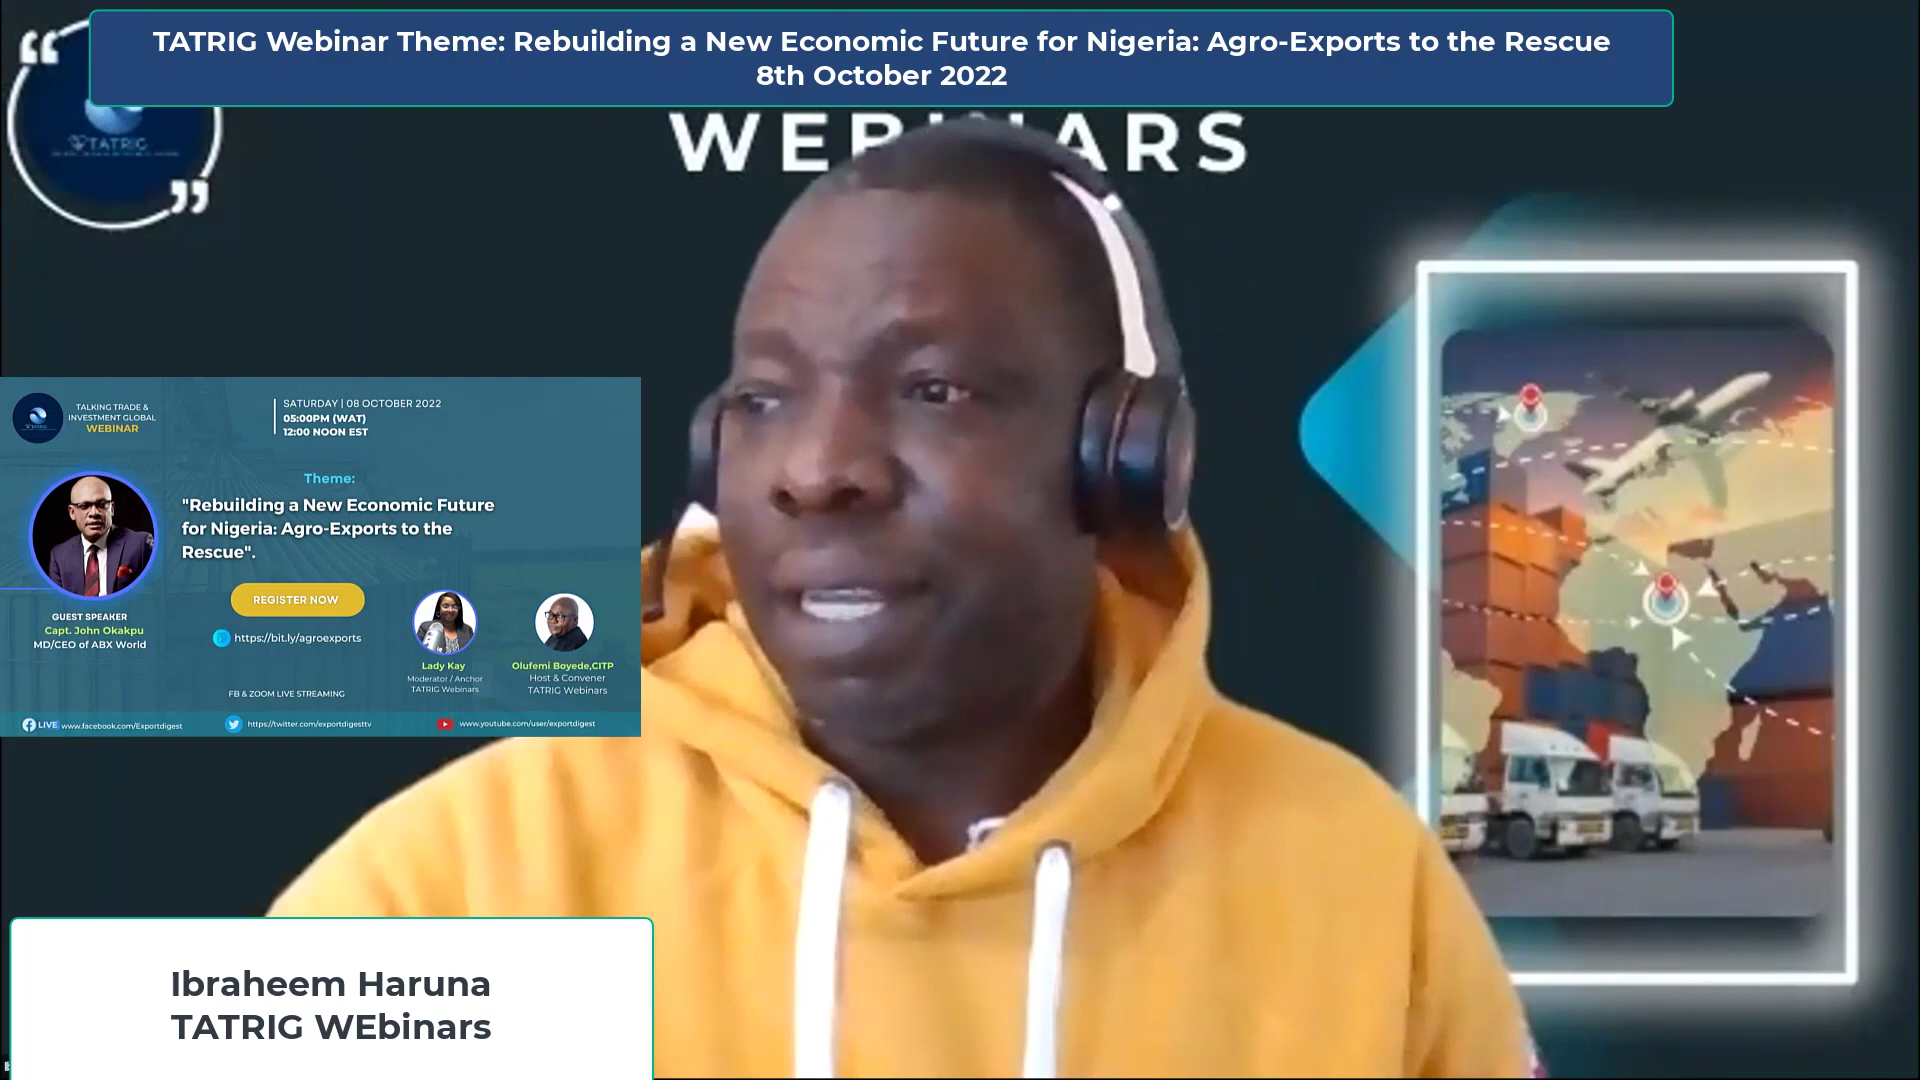 TATRIG Webinar Theme: Rebuilding a New Economic Future for Nigeria: Agro-Exports to the Rescue
8th October 2022
TATRIG
WEBINARS
TALKING TRADE &
INVESTMENT GLOBAL
WEBINAR
SATURDAY | 08 OCTOBER 2022
05:00PM (WAT)
12:00 NOON EST
Theme:
"Rebuilding a New Economic Future
for Nigeria: Agro-Exports to the
Rescue".
REGISTER NOW
https://bit.ly/agroexports
GUEST SPEAKER
Capt. John Okakpu
MD/CEO of ABX World
Lady Kay
Moderator / Anchor
TATRIG Webinars
Olufemi Boyede,CITP
Host & Convener
TATRIG Webinars
FB & ZOOM LIVE STREAMING
LIVE www.facebook.com/Exportdigest
https://twitter.com/exportdigesttv
www.youtube.com/user/exportdigest
Ibraheem Haruna
TATRIG WEbinars